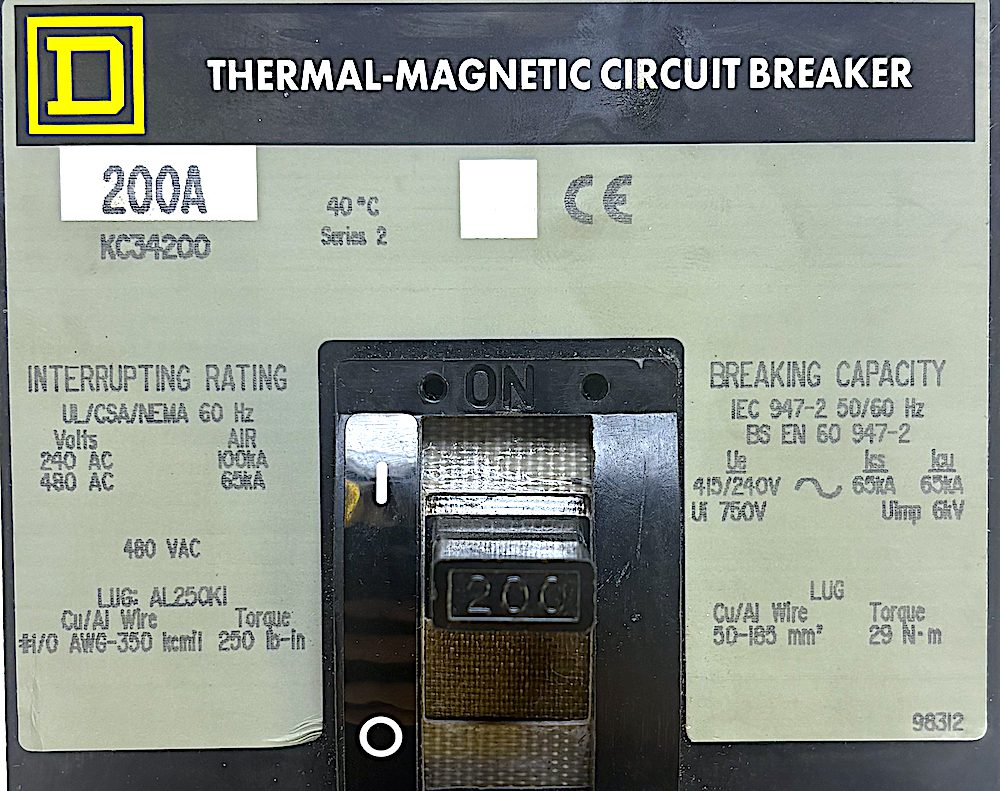 D
THERMAL-MAGNETIC CIRCUIT BREAKER
200A
KC34200
40°C
Series 2
CE
INTERRUPTING RATING
UL/CSA/NEMA 60 Hz
Volts AIR
240 AC 100kA
480 AC 65kA
480 VAC
LUG: AL250KI
Cu/Al Wire Torque
#1/0 AWG-350 kcmil 250 lb-in
ON
I
200
O
BREAKING CAPACITY
IEC 947-2 50/60 Hz
BS EN 60 947-2
Ue Ics Icu
415/240V 65kA 65kA
Ui 750V Uimp 6kV
LUG
Cu/Al Wire Torque
50-185 mm² 29 N·m
98312